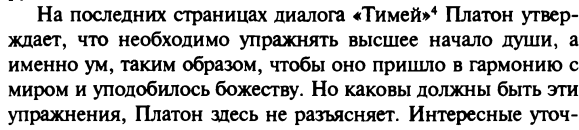 На последних страницах диалога «Тимей»⁴ Платон утвер-
ждает, что необходимо упражнять высшее начало души, а
именно ум, таким образом, чтобы оно пришло в гармонию с
миром и уподобилось божеству. Но каковы должны быть эти
упражнения, Платон здесь не разъясняет. Интересные уточ-